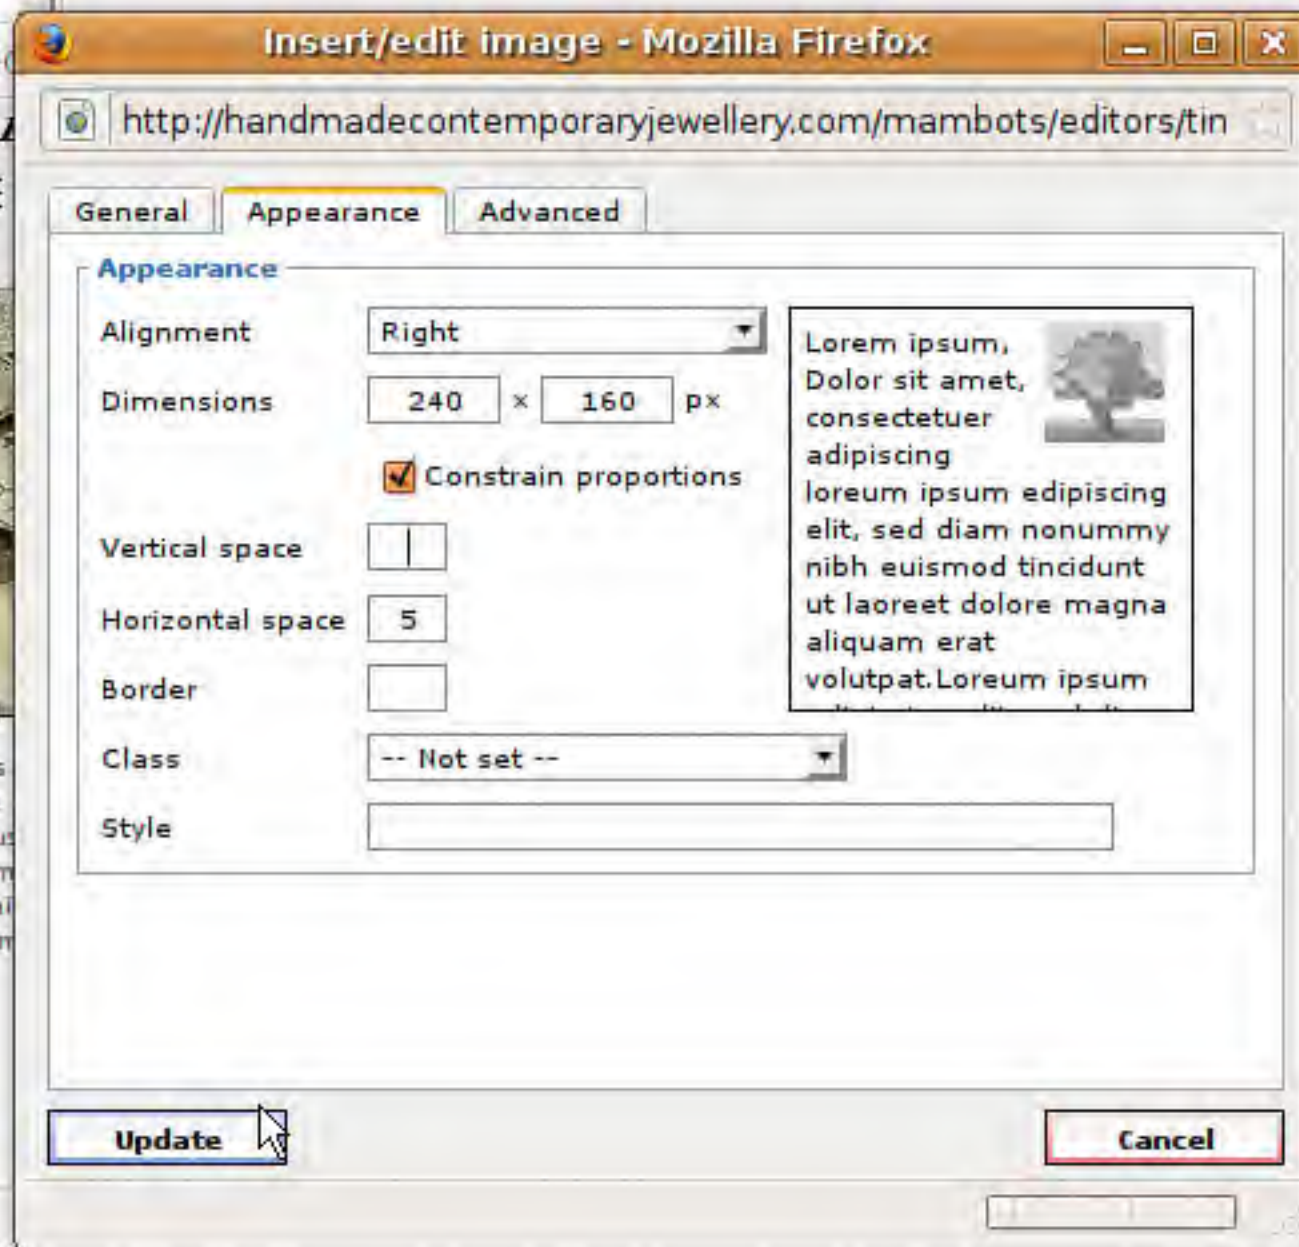 Insert/edit image - Mozilla Firefox
http://handmadecontemporaryjewellery.com/mambots/editors/tin
General Appearance Advanced
Appearance
Alignment Right
Dimensions 240 x 160 px
Constrain proportions
Vertical space
Horizontal space 5
Border
Class -- Not set --
Style
Lorem ipsum,
Dolor sit amet,
consectetuer
adipiscing
loreum ipsum edipiscing
elit, sed diam nonummy
nibh euismod tincidunt
ut laoreet dolore magna
aliquam erat
volutpat.Loreum ipsum
Update Cancel